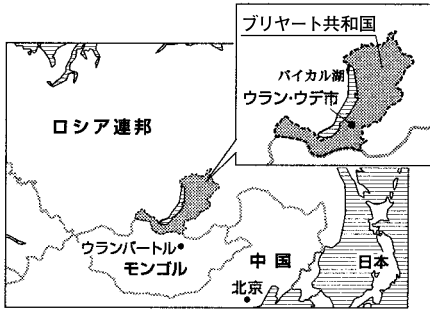 ブリヤート共和国
バイカル湖
ウラン・ウデ市
ロシア連邦
ウランバートル
モンゴル
中国
北京
日本